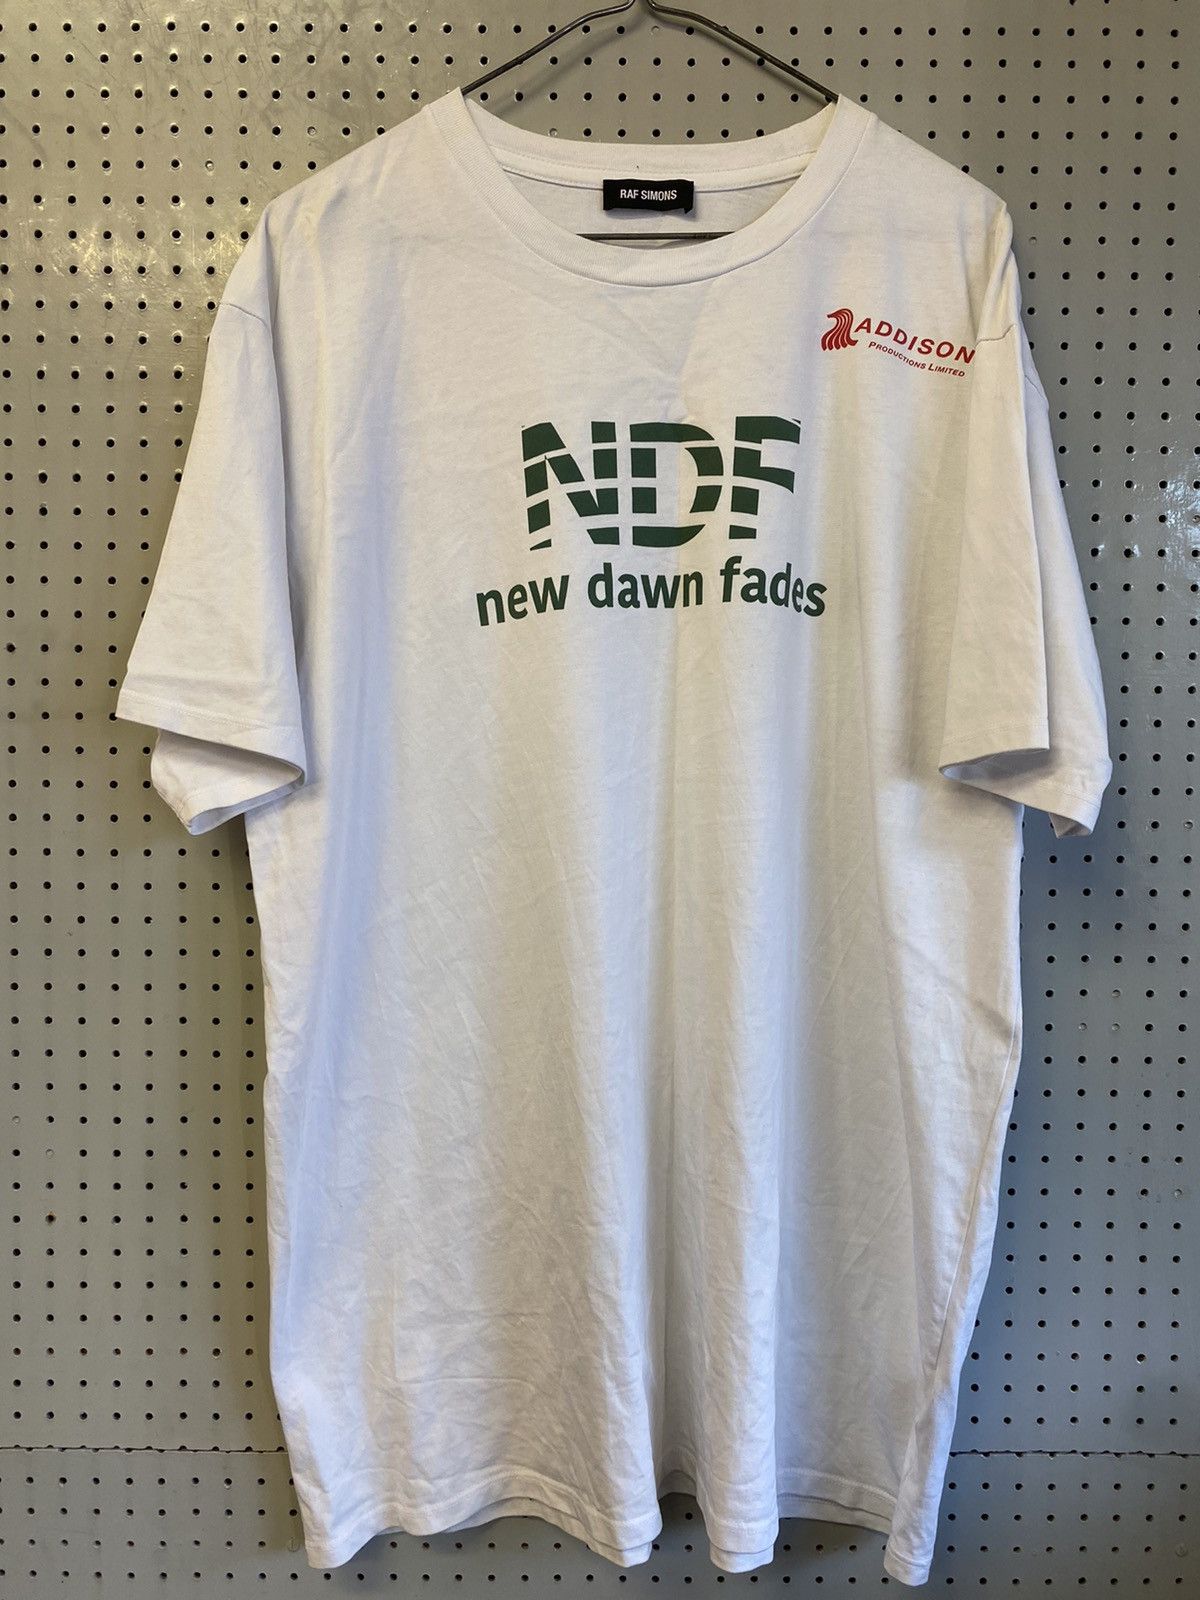 RAF SIMONS
ADDISON
PRODUCTIONS LIMITED
NDF
new dawn fades